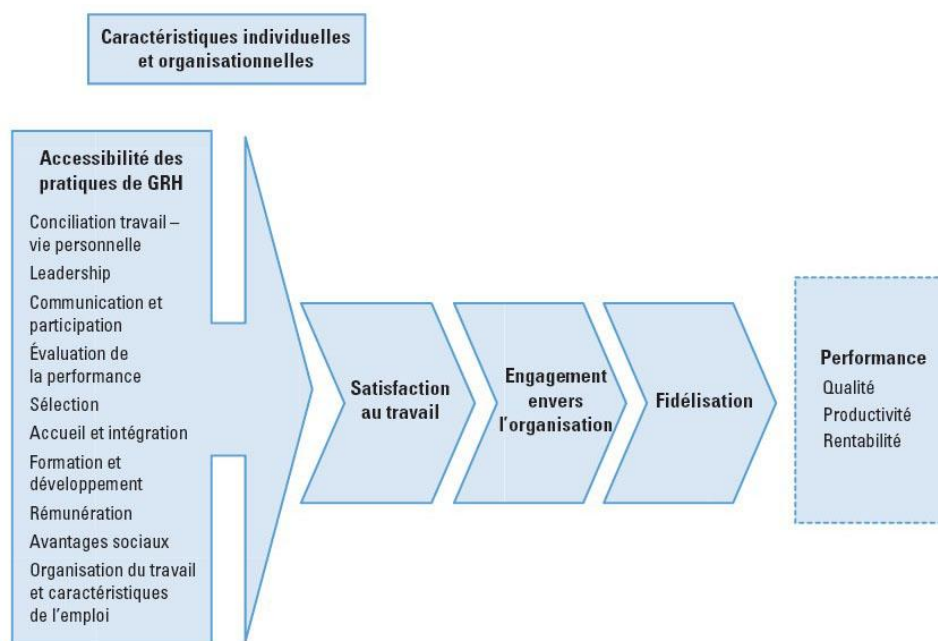 Caractéristiques individuelles
et organisationnelles
Accessibilité des
pratiques de GRH
Conciliation travail –
vie personnelle
Leadership
Communication et
participation
Évaluation de
la performance
Sélection
Accueil et intégration
Formation et
développement
Rémunération
Avantages sociaux
Organisation du travail
et caractéristiques
de l'emploi
Satisfaction
au travail
Engagement
envers
l'organisation
Fidélisation
Performance
Qualité
Productivité
Rentabilité